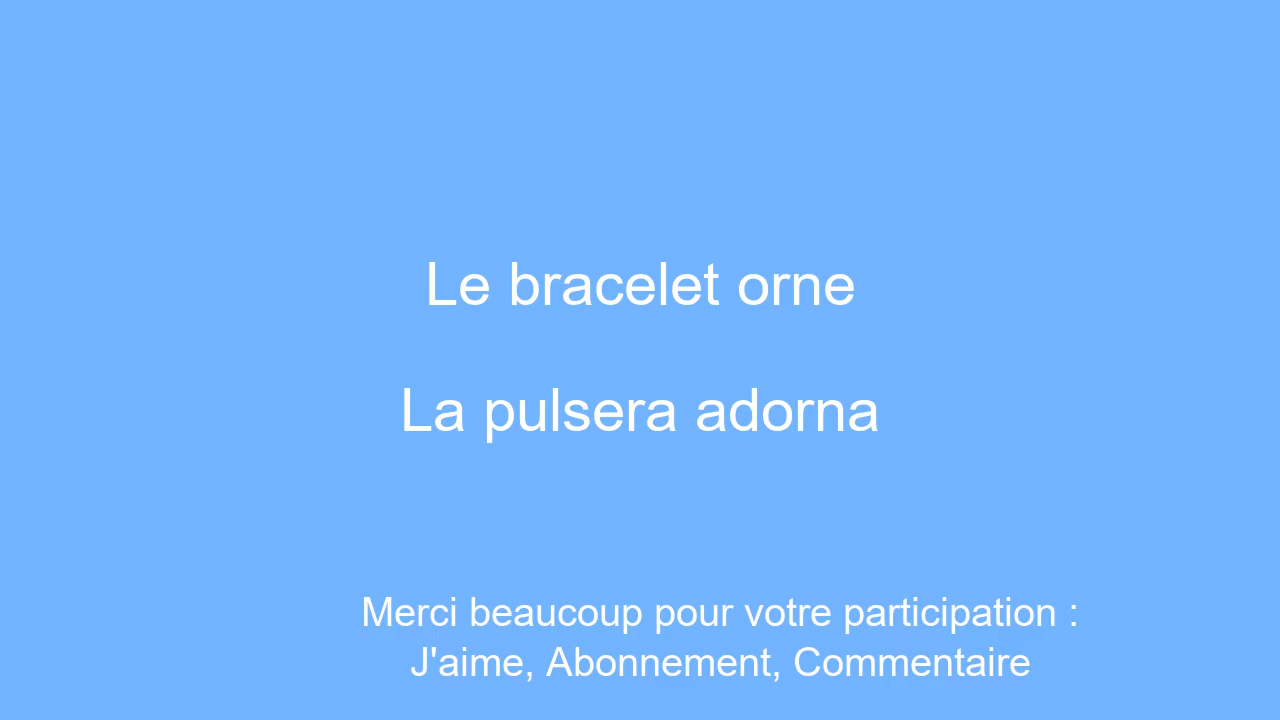 Le bracelet orne
La pulsera adorna
Merci beaucoup pour votre participation :
J'aime, Abonnement, Commentaire